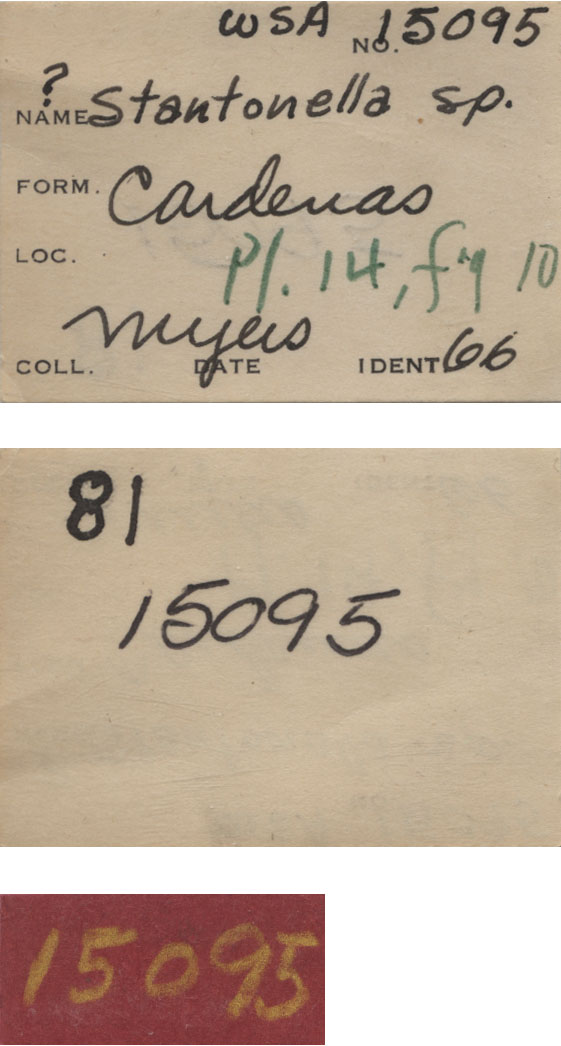 WSA NO. 15095
?
NAME Stantonella sp.
FORM. Cardenas
LOC.
Pl. 14, fig 10
Myers
COLL. DATE IDENT 66
81
15095
15095